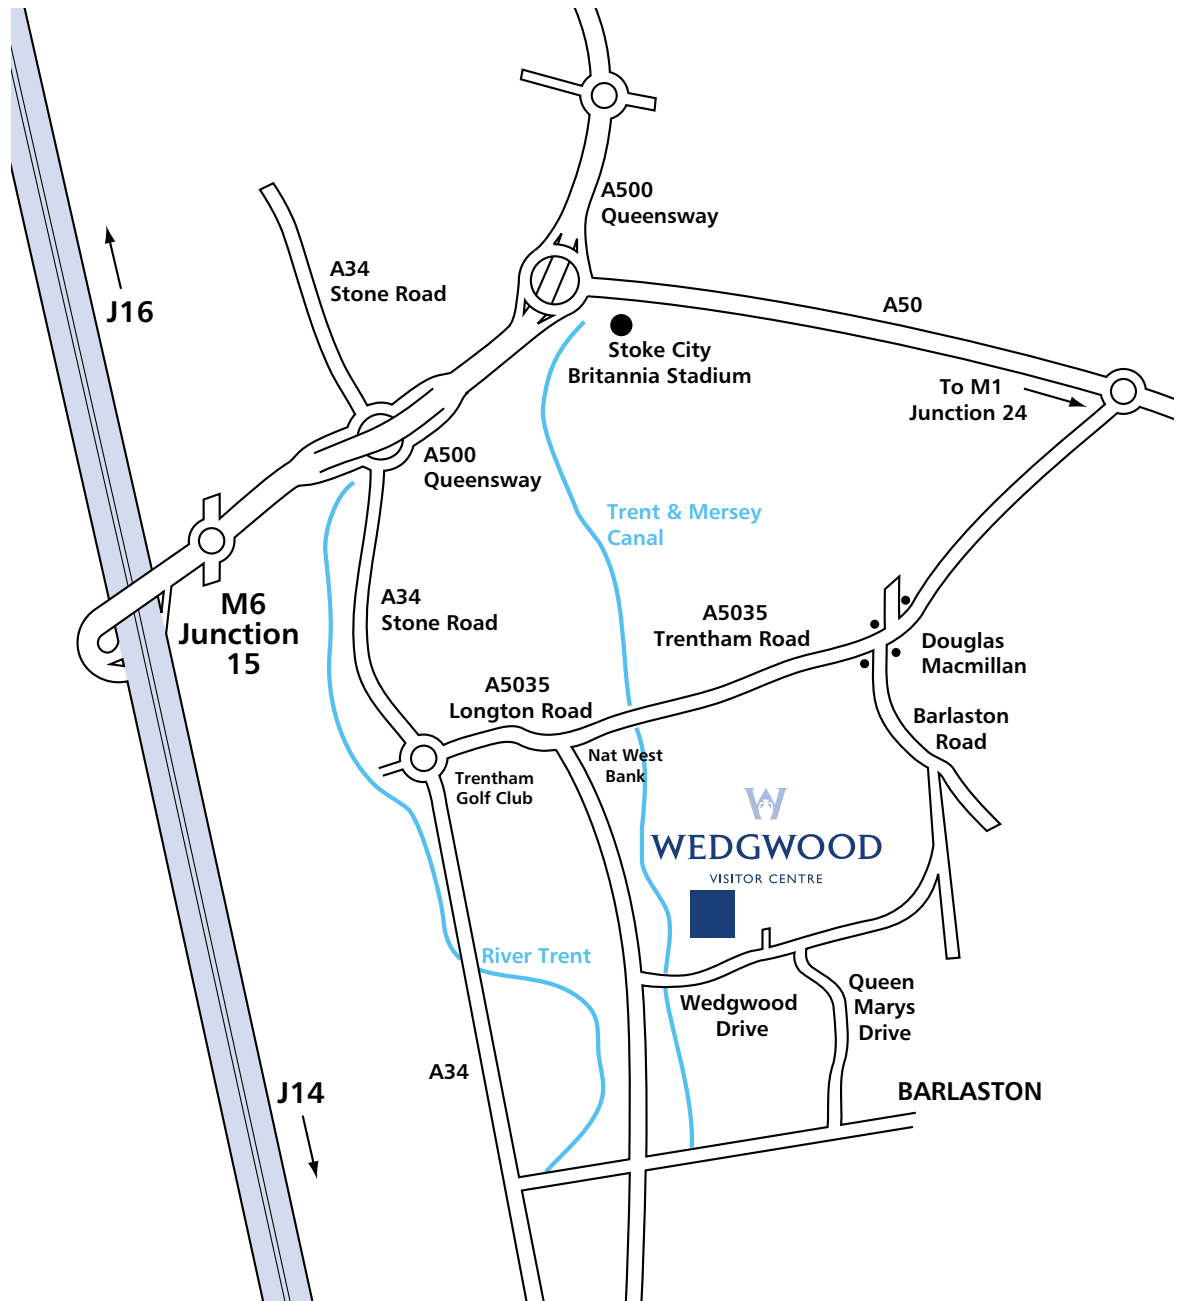 A500
Queensway
A34
Stone Road
J16
A50
Stoke City
Britannia Stadium
To M1
Junction 24
A500
Queensway
Trent & Mersey
Canal
M6
Junction
15
A34
Stone Road
A5035
Trentham Road
Douglas
Macmillan
A5035
Longton Road
Barlaston
Road
Nat West
Bank
Trentham
Golf Club
WEDGWOOD
VISITOR CENTRE
River Trent
Wedgwood
Drive
Queen
Marys
Drive
A34
J14
BARLASTON